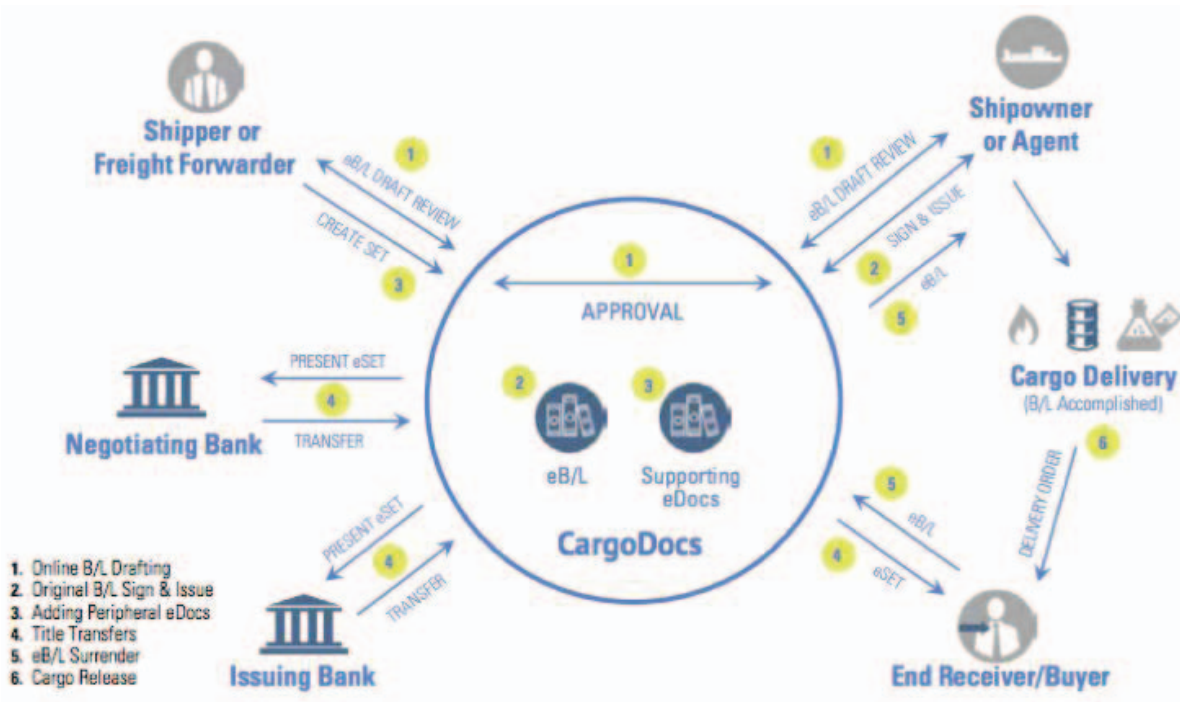 Shipper or
Freight Forwarder
Shipowner
or Agent
1
eB/L DRAFT REVIEW
CREATE SET
3
1
eB/L DRAFT REVIEW
SIGN & ISSUE
2
eB/L
5
1
APPROVAL
PRESENT eSET
4
TRANSFER
Negotiating Bank
2
eB/L
3
Supporting
eDocs
CargoDocs
Cargo Delivery
(B/L Accomplished)
6
DELIVERY ORDER
5
eB/L
4
eSET
PRESENT eSET
4
TRANSFER
1. Online B/L Drafting
2. Original B/L Sign & Issue
3. Adding Peripheral eDocs
4. Title Transfers
5. eB/L Surrender
6. Cargo Release
Issuing Bank
End Receiver/Buyer